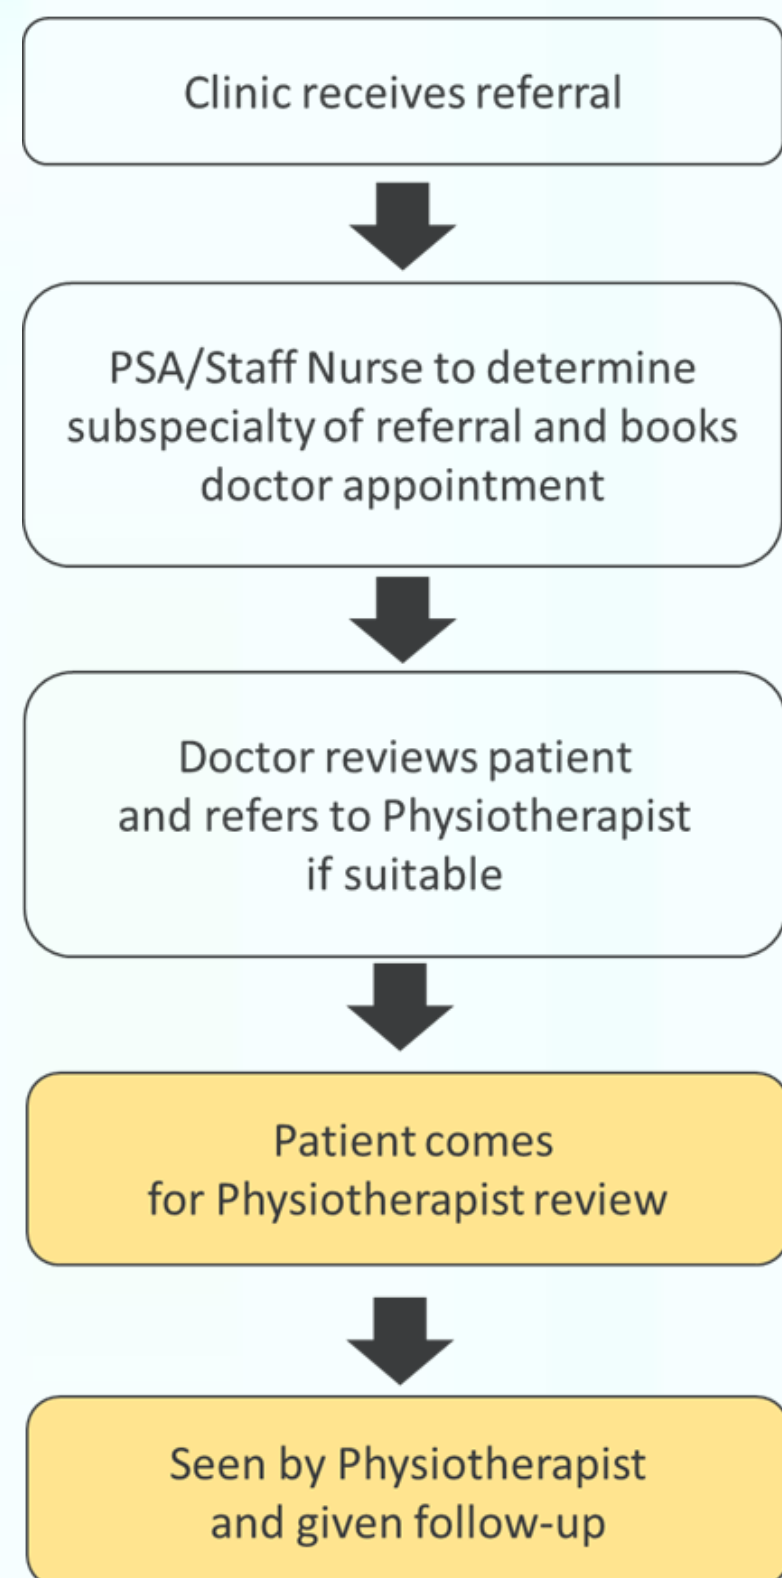 Clinic receives referral
PSA/Staff Nurse to determine
subspecialty of referral and books
doctor appointment
Doctor reviews patient
and refers to Physiotherapist
if suitable
Patient comes
for Physiotherapist review
Seen by Physiotherapist
and given follow-up